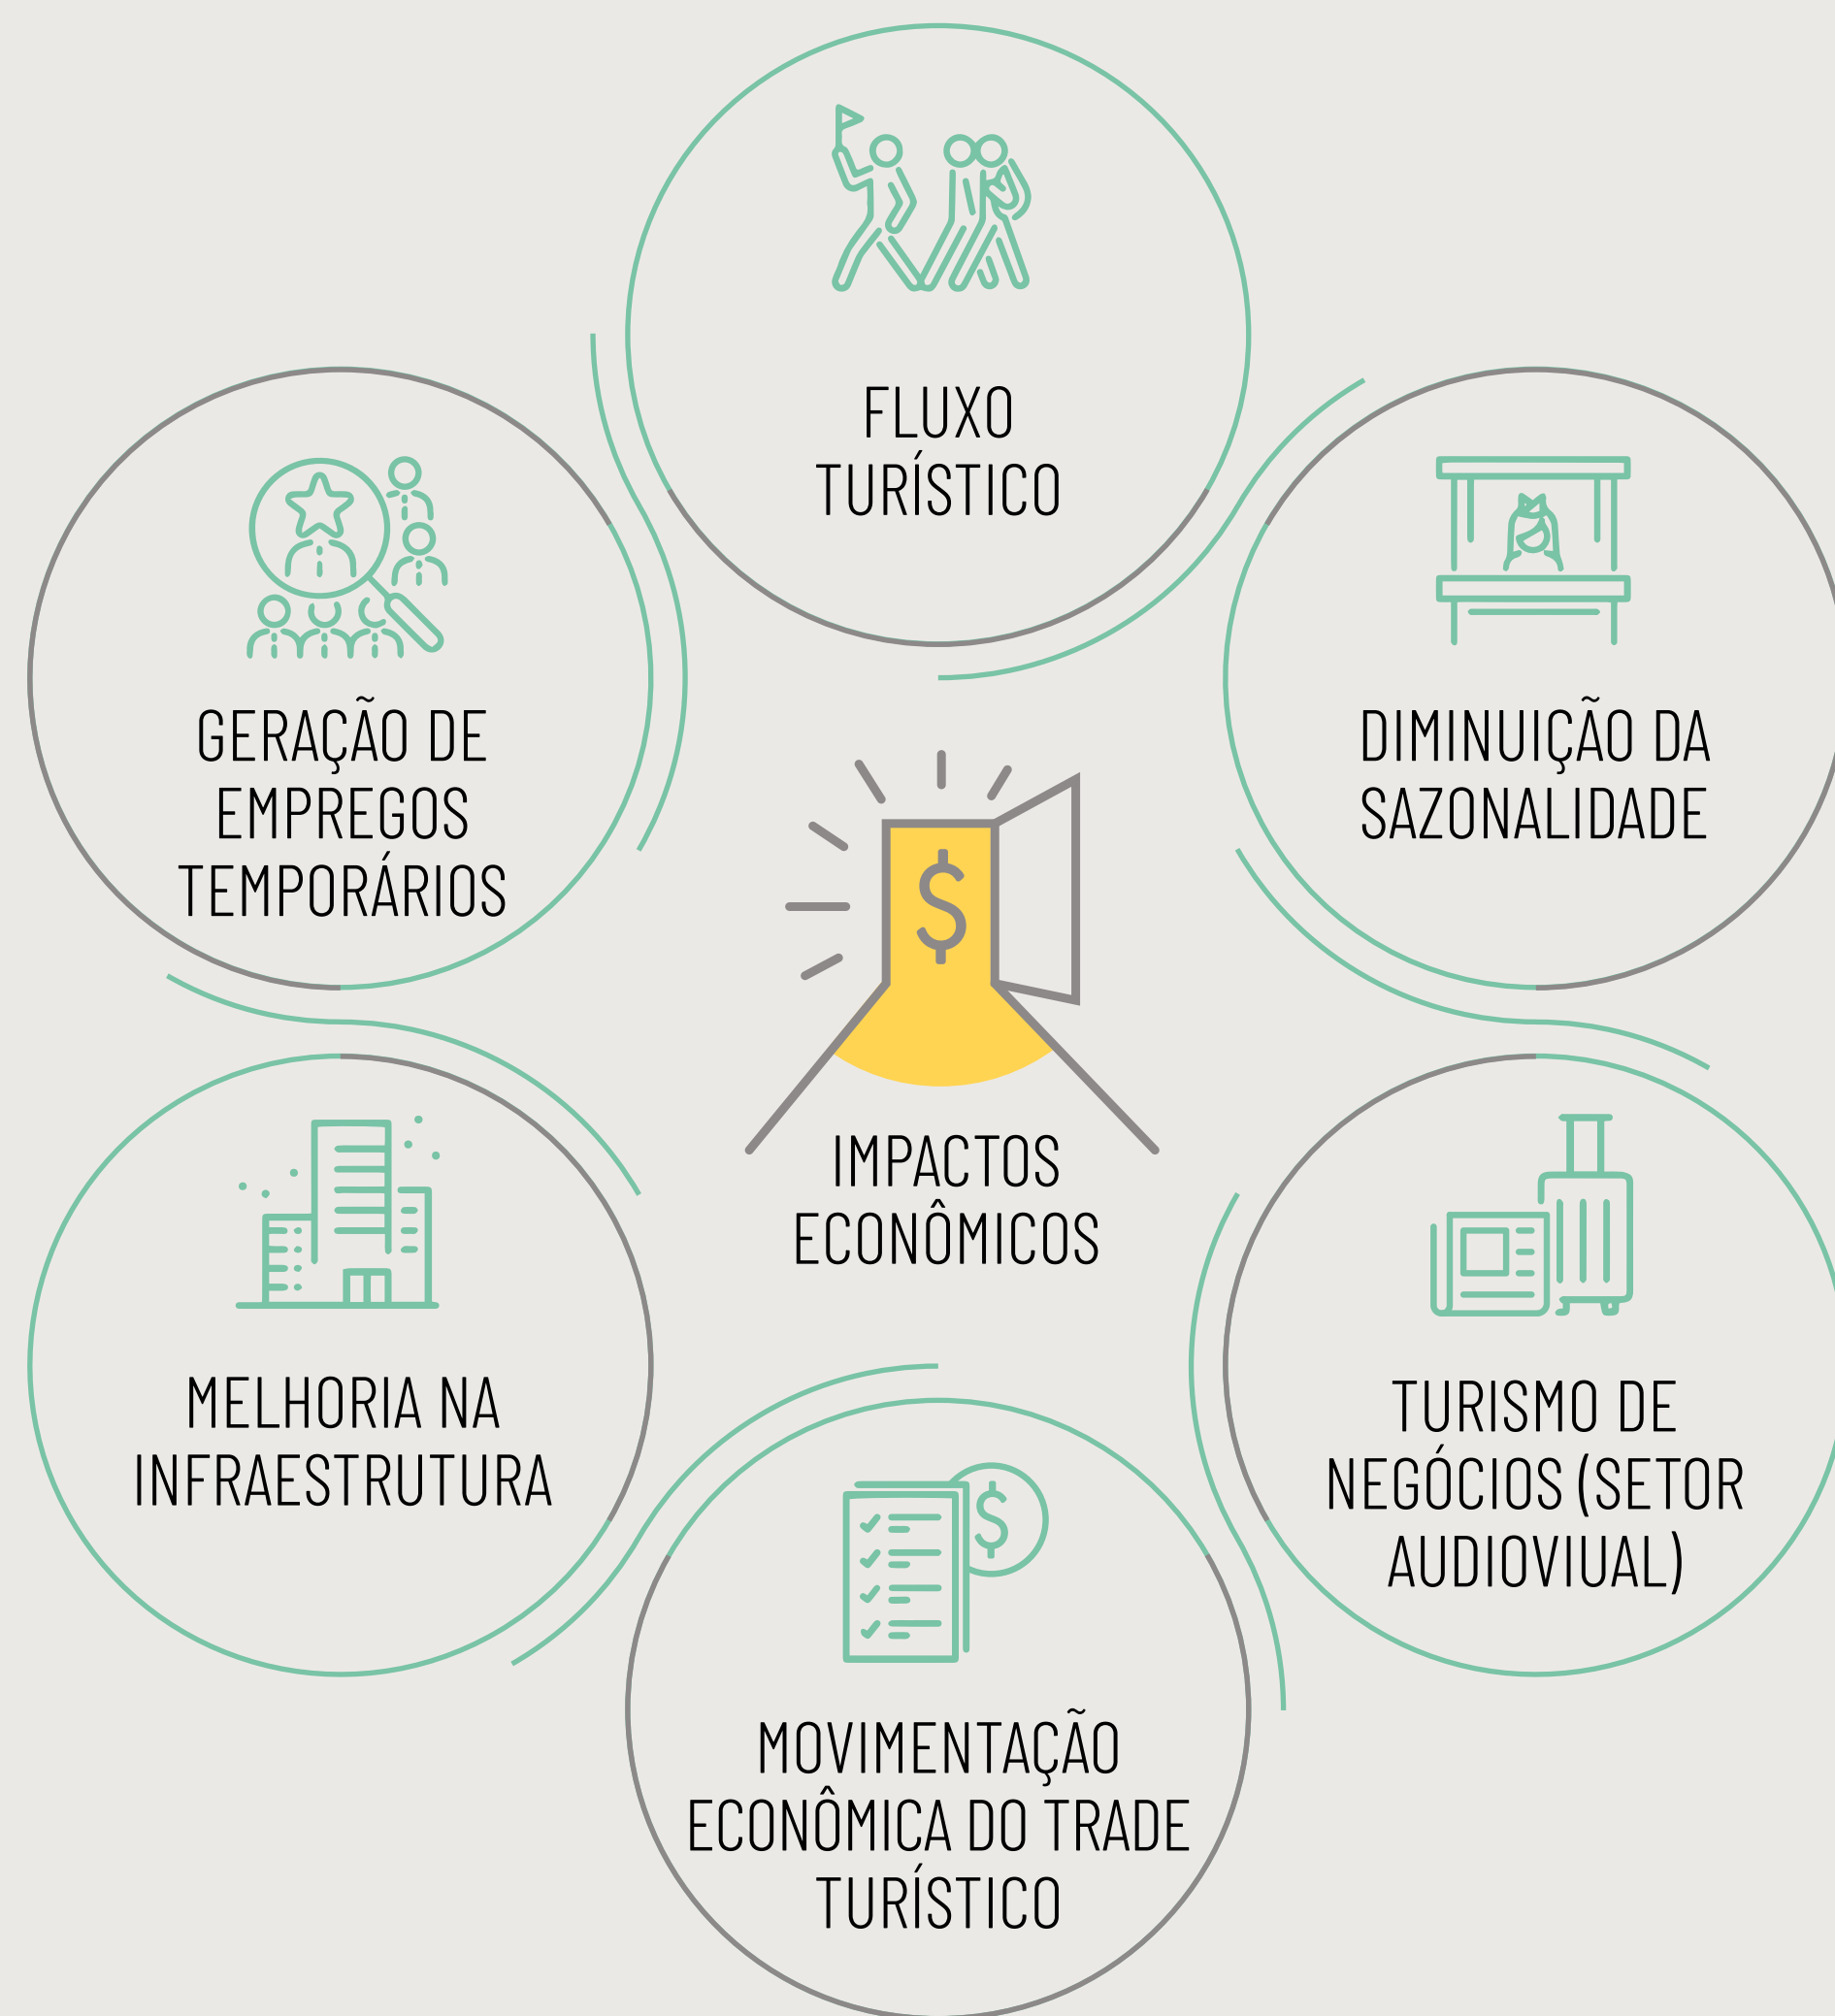 FLUXO
TURÍSTICO
GERAÇÃO DE
EMPREGOS
TEMPORÁRIOS
DIMINUIÇÃO DA
SAZONALIDADE
$
IMPACTOS
ECONÔMICOS
MELHORIA NA
INFRAESTRUTURA
TURISMO DE
NEGÓCIOS (SETOR
AUDIOVIUAL)
$
MOVIMENTAÇÃO
ECONÔMICA DO TRADE
TURÍSTICO